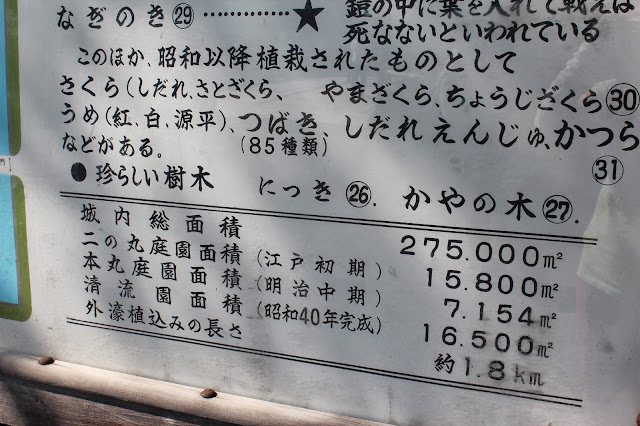 なぎのき㉙ ………… ★ 鎧の中に葉を入れて戦えば
死なないといわれている
このほか、昭和以降植栽されたものとして
さくら(しだれ、さとざくら、 やまざくら、ちょうじざくら㉚
うめ(紅、白、源平)、つばき、しだれえんじゅ、かつら
などがある。 (85種類) ㉛
●珍らしい樹木 にっき㉖. かやの木㉗.
城内総面積 275.000㎡
二の丸庭園面積(江戸初期) 15.800㎡
本丸庭園面積(明治中期) 7.154㎡
清流園面積(昭和40年完成) 16.500㎡
外濠植込みの長さ 約1.8km